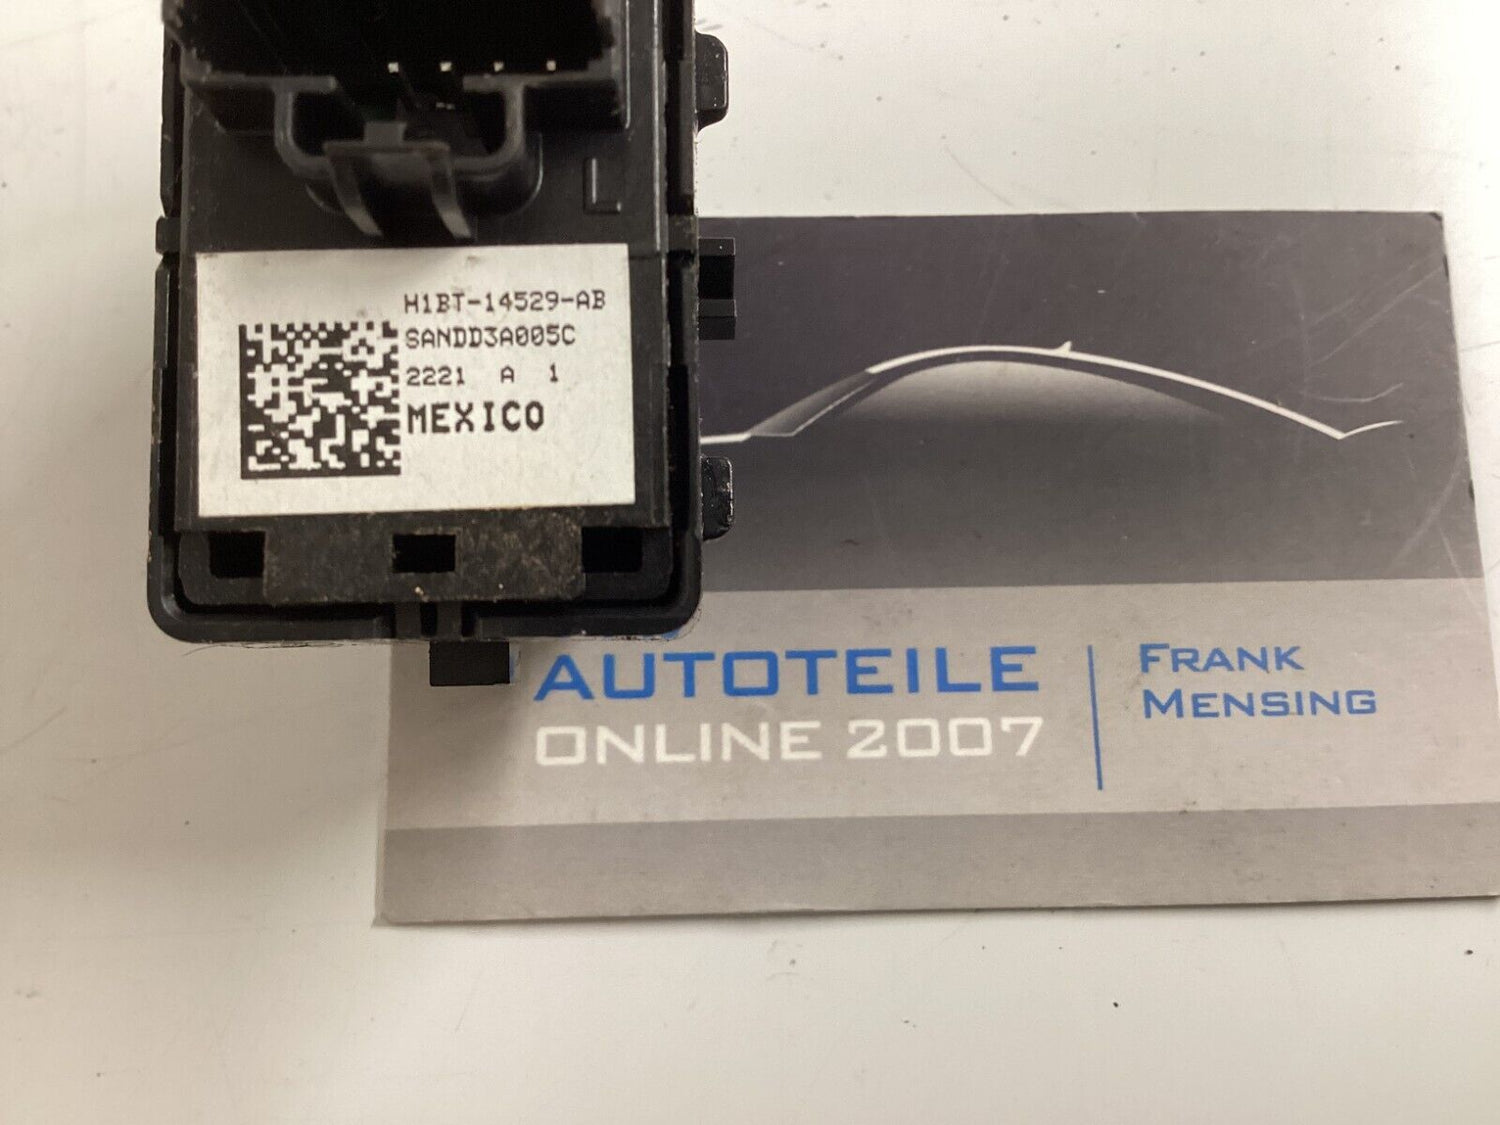 H1BT-14529-AB
SANDD3A005C
2221 A 1
MEXICO
AUTOTEILE
ONLINE 2007
FRANK
MENSING